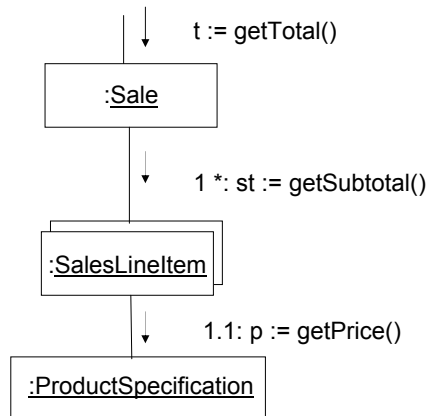 t := getTotal()
:Sale
1 *: st := getSubtotal()
:SalesLineItem
1.1: p := getPrice()
:ProductSpecification